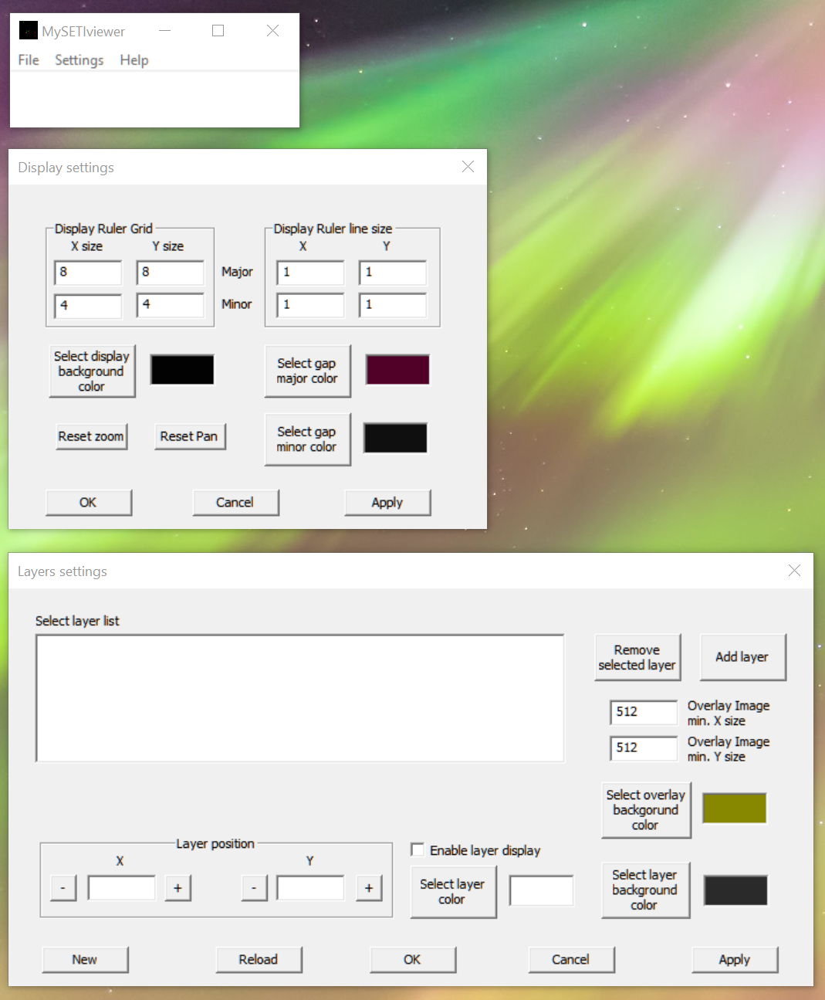 MySETIviewer
File Settings Help
Display settings
Display Ruler Grid
X size Y size
8 8
4 4
Major
Minor
Display Ruler line size
X Y
1 1
1 1
Select display
background
color
Select gap
major color
Reset zoom Reset Pan
Select gap
minor color
OK Cancel Apply
Layers settings
Select layer list
Remove
selected layer
Add layer
512
Overlay Image
min. X size
512
Overlay Image
min. Y size
Select overlay
backgorund
color
Layer position
X Y
- + - +
Enable layer display
Select layer
color
Select layer
background
color
New Reload OK Cancel Apply